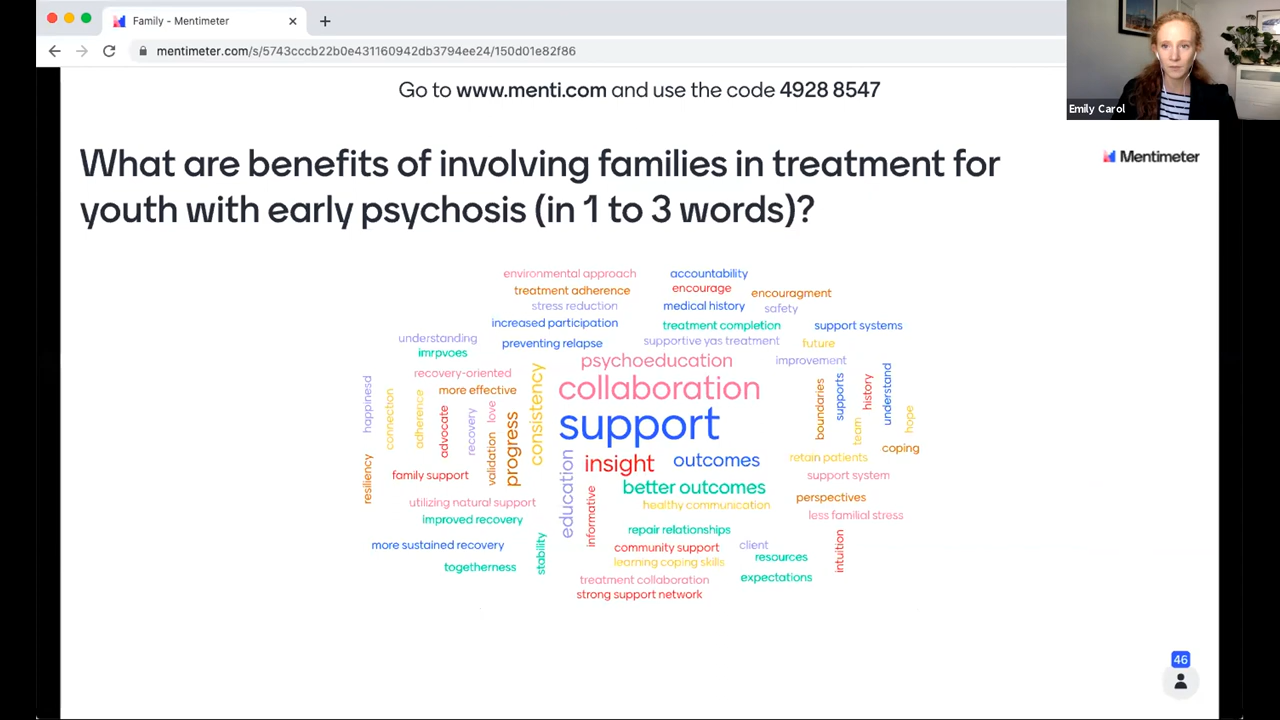 Family - Mentimeter
mentimeter.com/s/5743cccb22b0e431160942db3794ee24/150d01e82f86
Emily Carol
Go to www.menti.com and use the code 4928 8547
Mentimeter
What are benefits of involving families in treatment for
youth with early psychosis (in 1 to 3 words)?
environmental approach
accountability
treatment adherence
encourage
encouragment
stress reduction
medical history
safety
increased participation
treatment completion
support systems
understanding
preventing relapse
supportive yas treatment
future
imrpvoes
psychoeducation
improvement
recovery-oriented
more effective
collaboration
happinesd
connection
adherence
advocate
recovery
love
validation
progress
consistency
support
boundaries
supports
history
understand
team
hope
coping
resiliency
family support
insight
outcomes
retain patients
support system
education
informative
better outcomes
perspectives
utilizing natural support
healthy communication
less familial stress
improved recovery
repair relationships
more sustained recovery
stability
community support
client
intuition
togetherness
learning coping skills
resources
treatment collaboration
expectations
strong support network
46